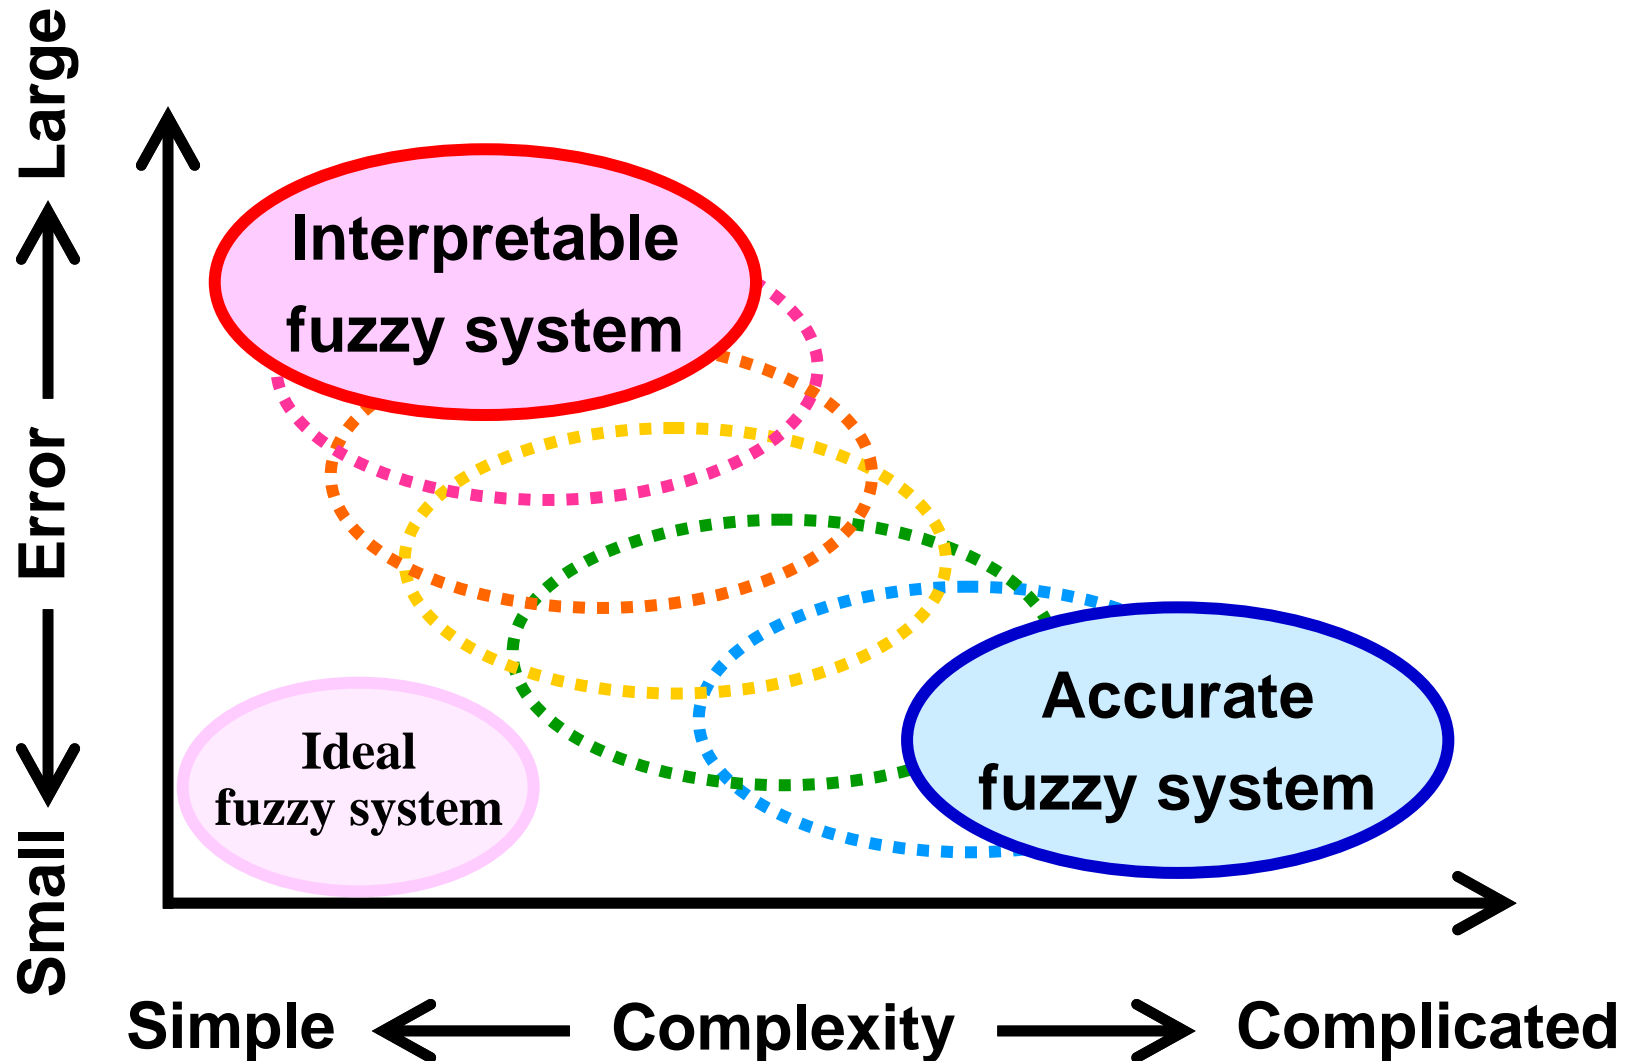 Large
Error
Small
Interpretable
fuzzy system
Ideal
fuzzy system
Accurate
fuzzy system
Simple
Complexity
Complicated